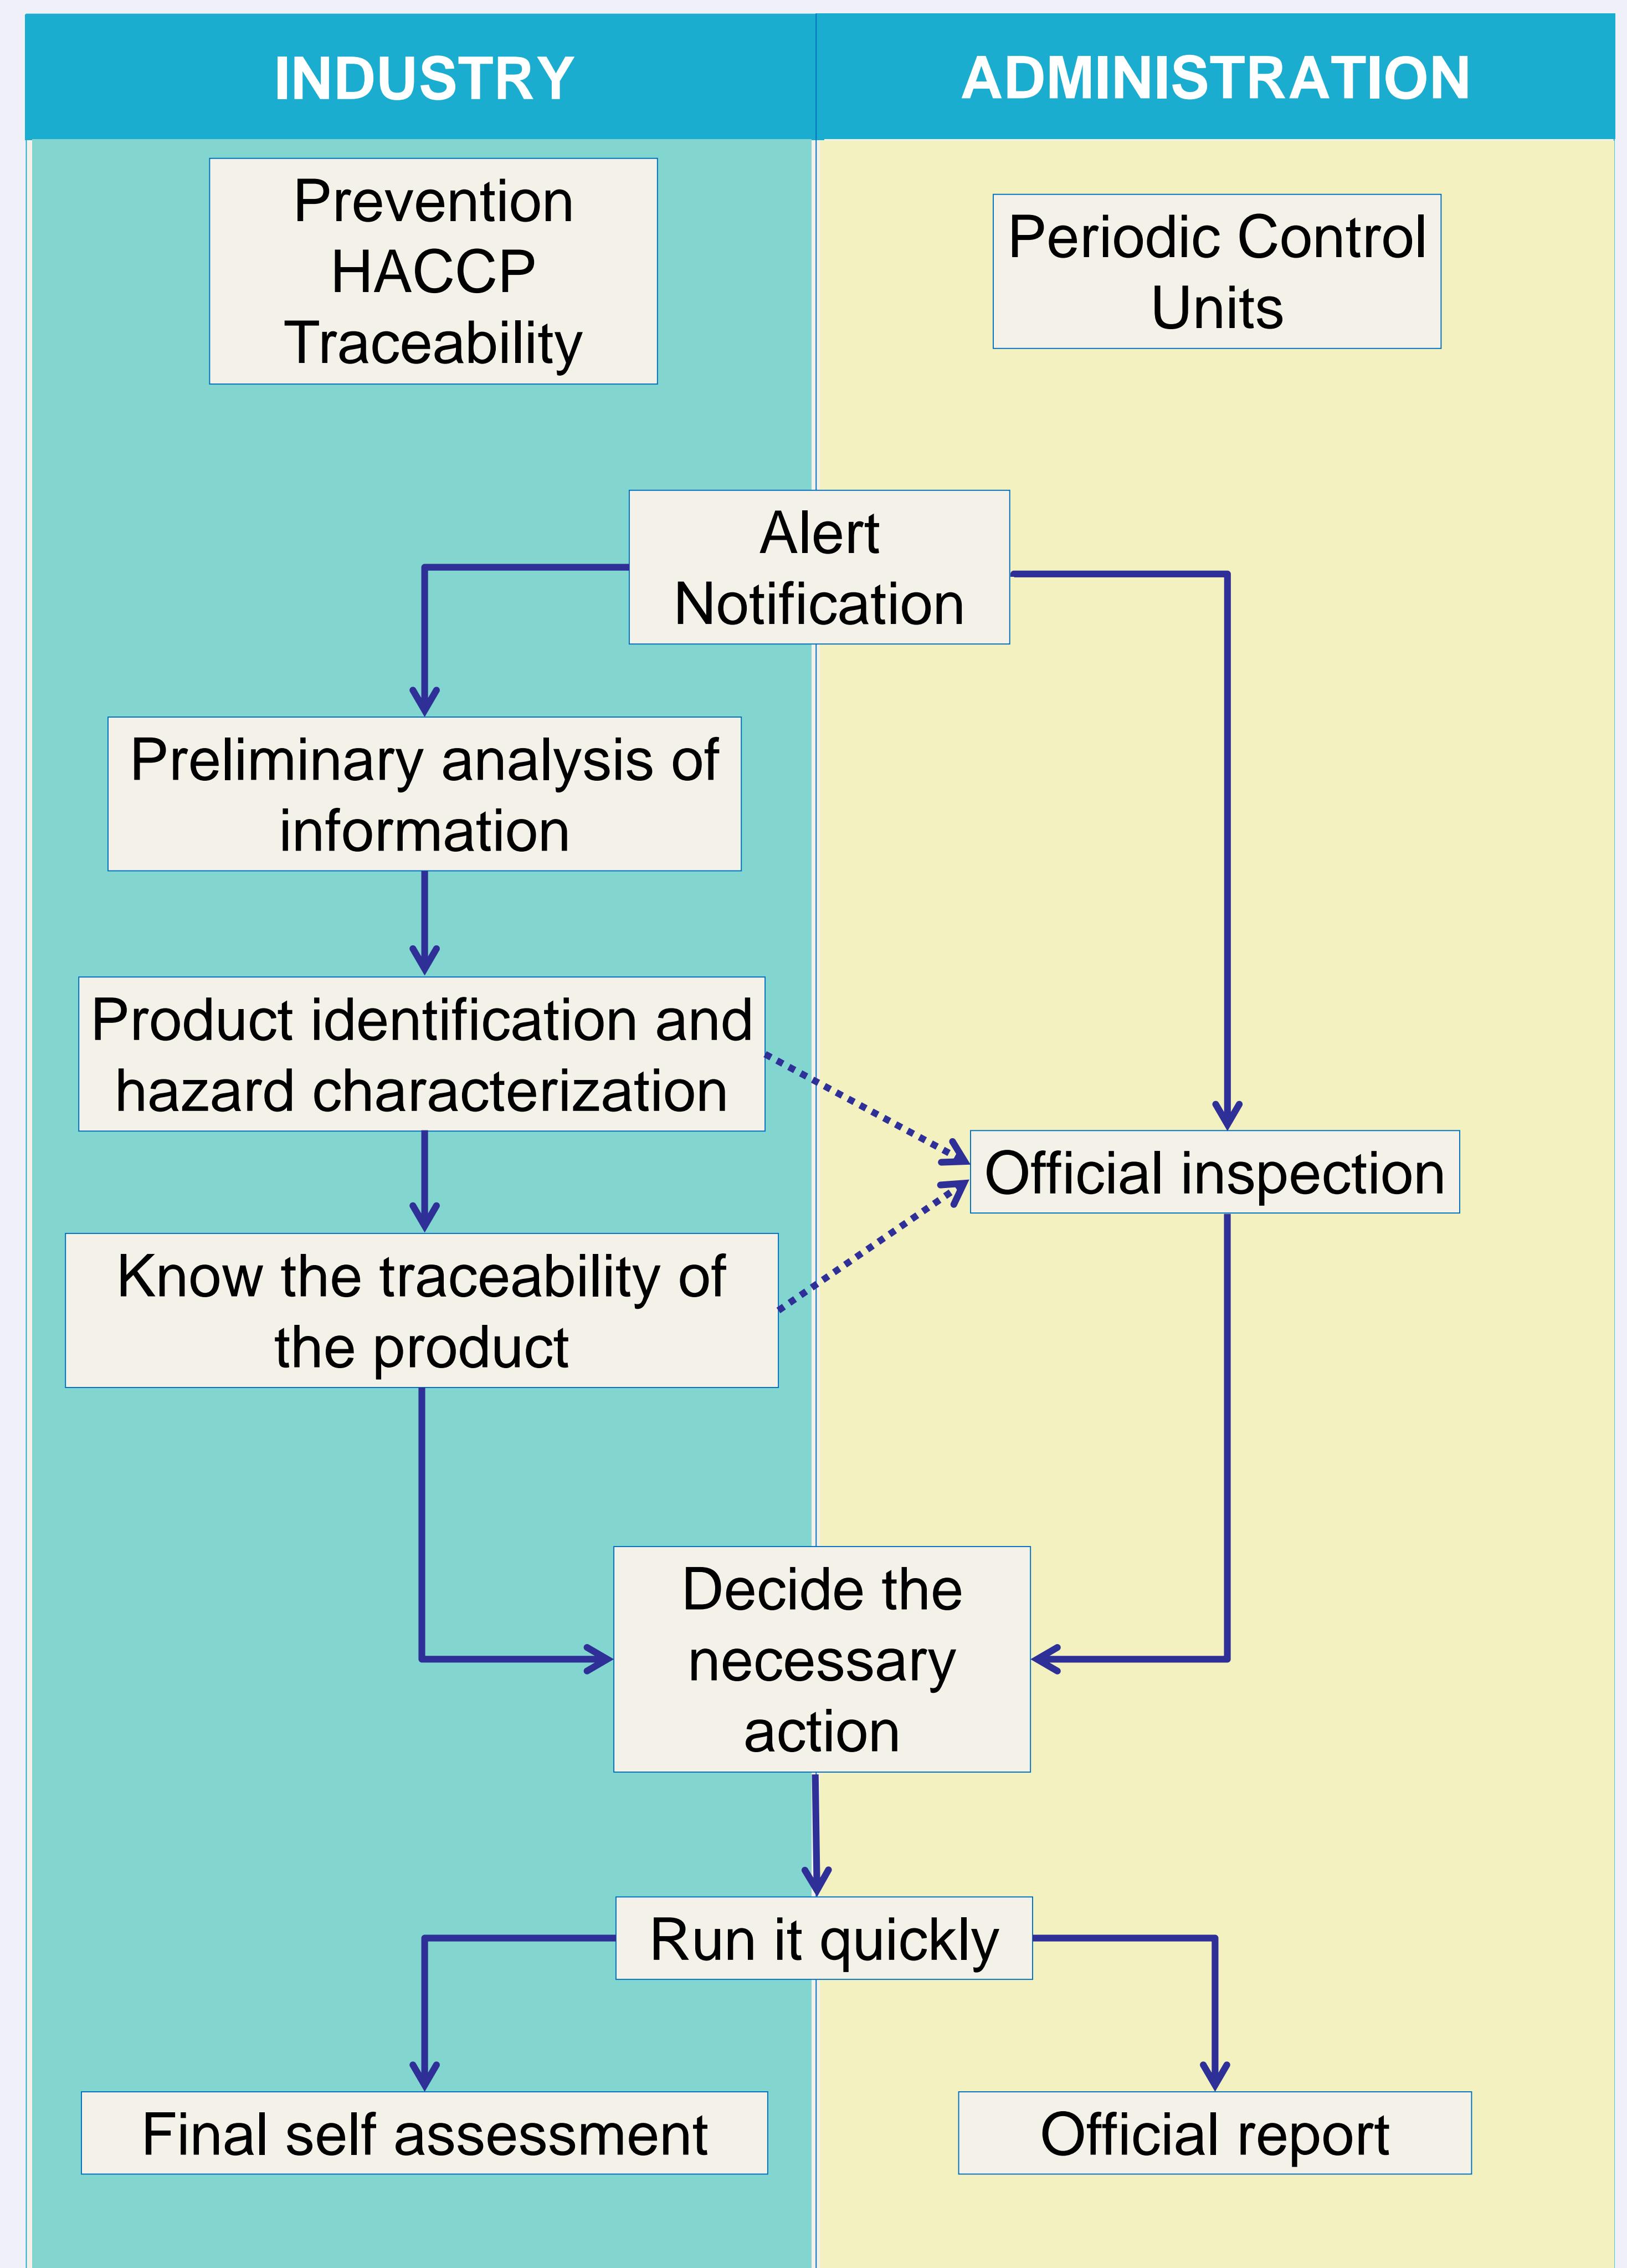 INDUSTRY
ADMINISTRATION
Prevention
HACCP
Traceability
Periodic Control
Units
Alert
Notification
Preliminary analysis of
information
Product identification and
hazard characterization
Official inspection
Know the traceability of
the product
Decide the
necessary
action
Run it quickly
Final self assessment
Official report